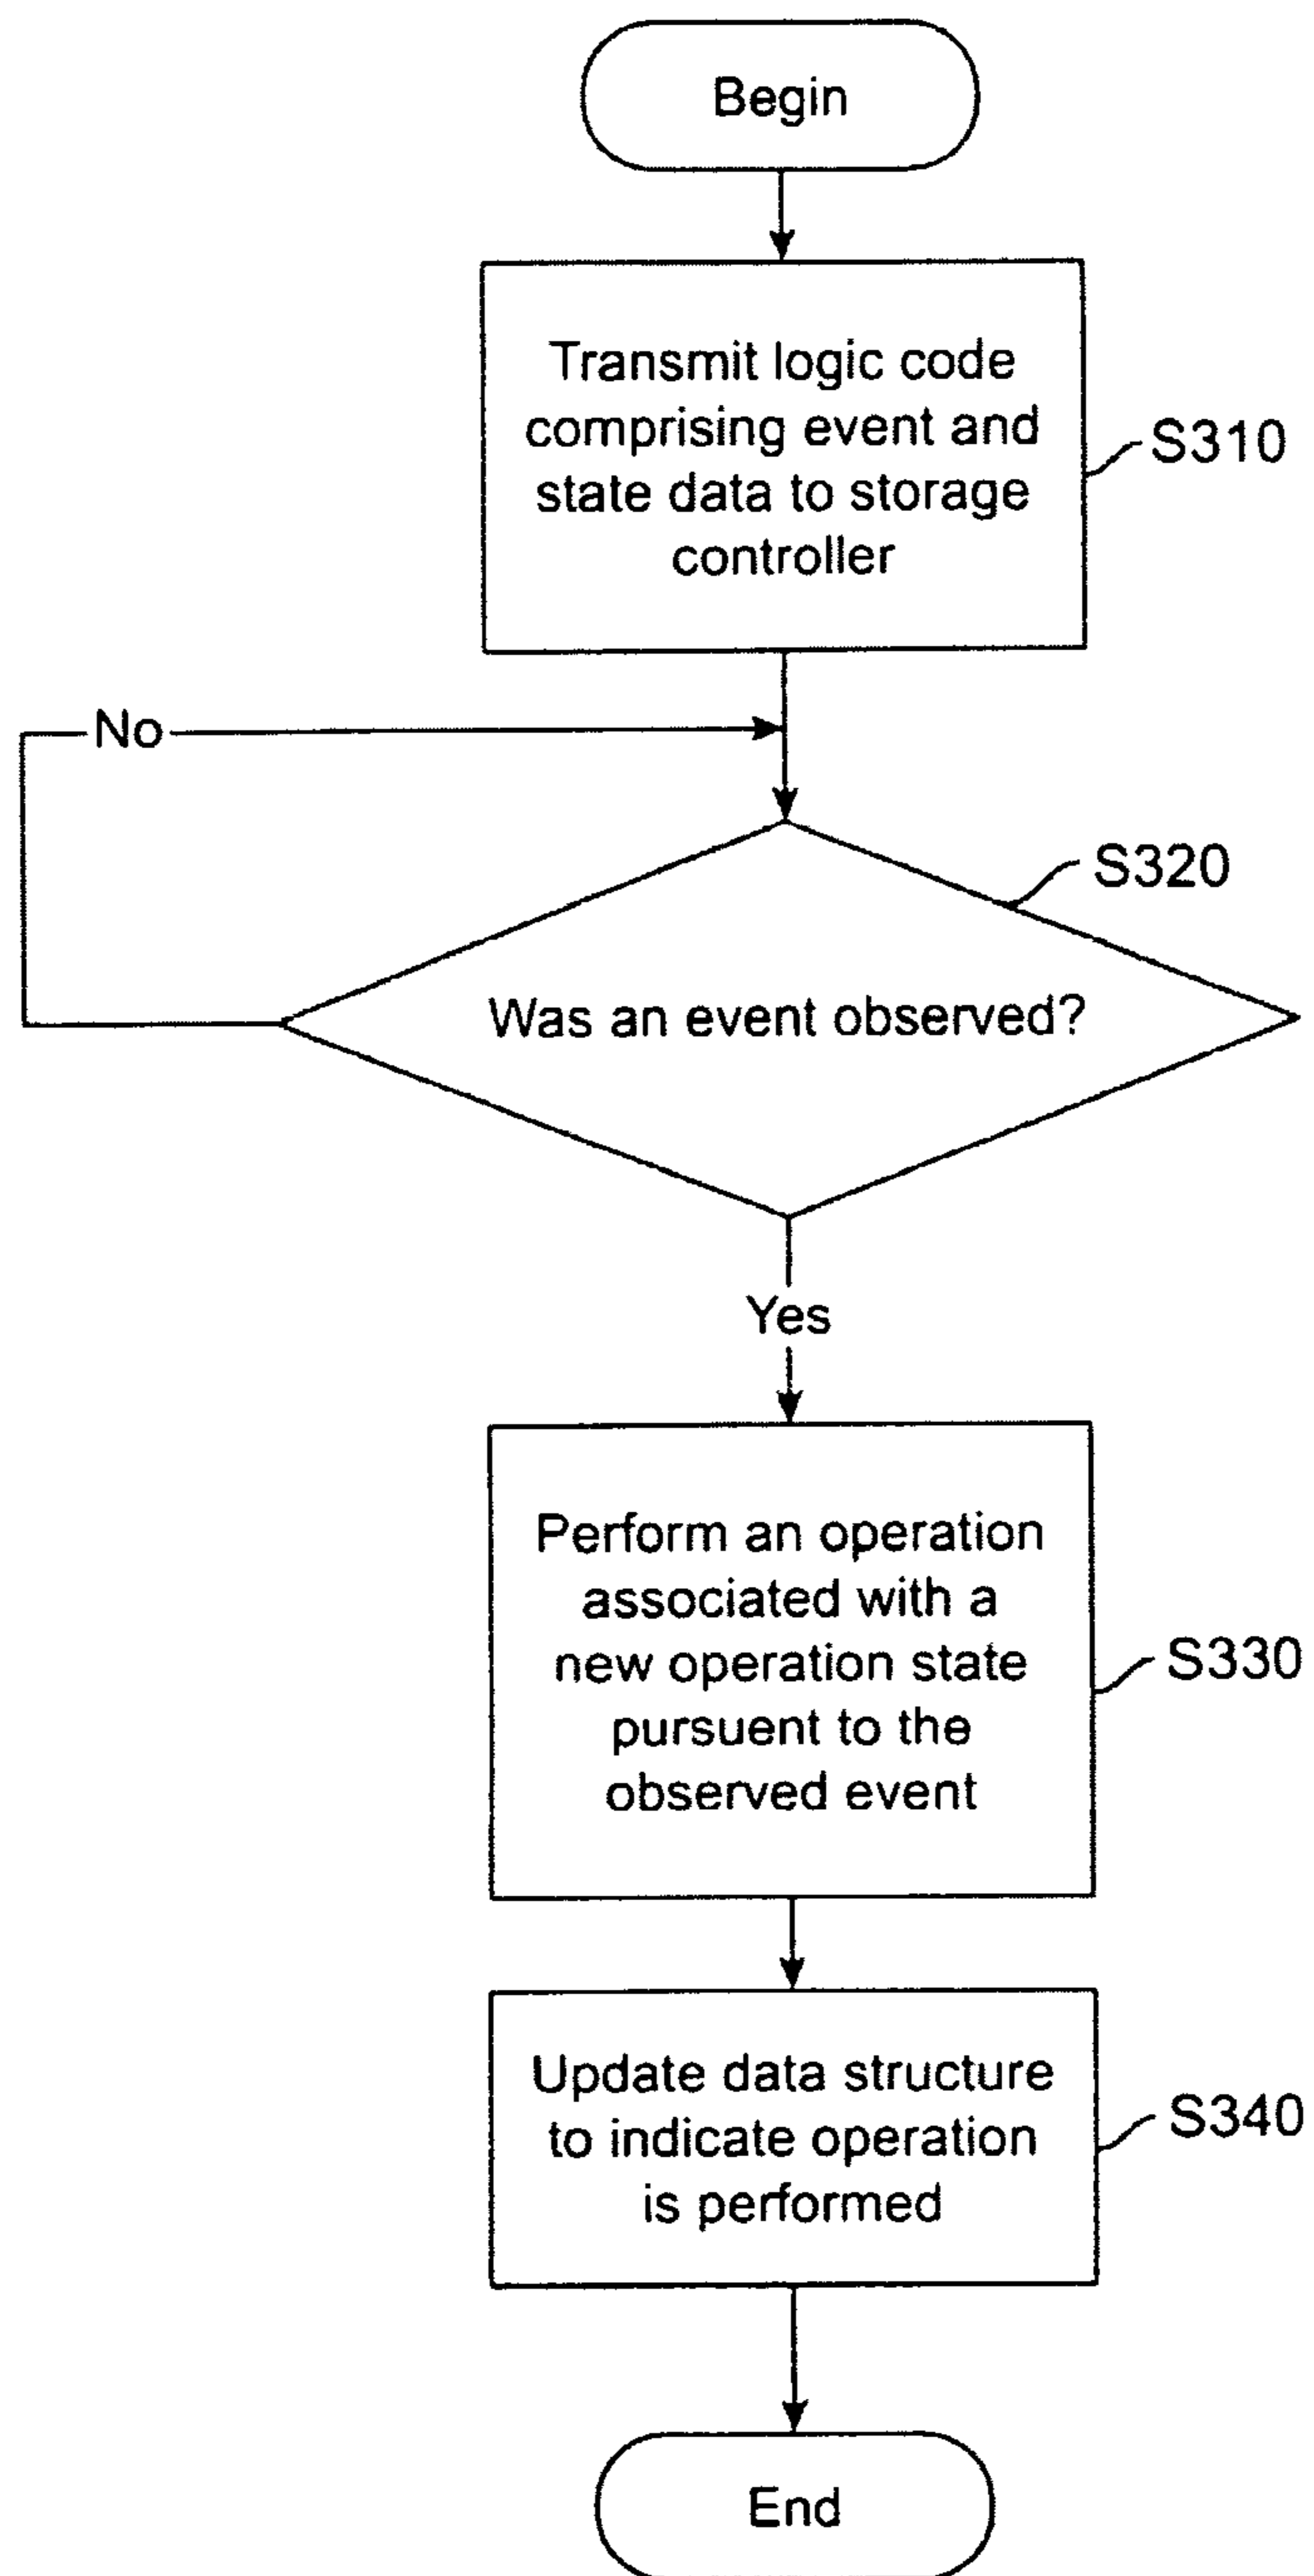 Begin
Transmit logic code
comprising event and
state data to storage
controller
S310
No
S320
Was an event observed?
Yes
Perform an operation
associated with a
new operation state
pursuent to the
observed event
S330
Update data structure
to indicate operation
is performed
S340
End